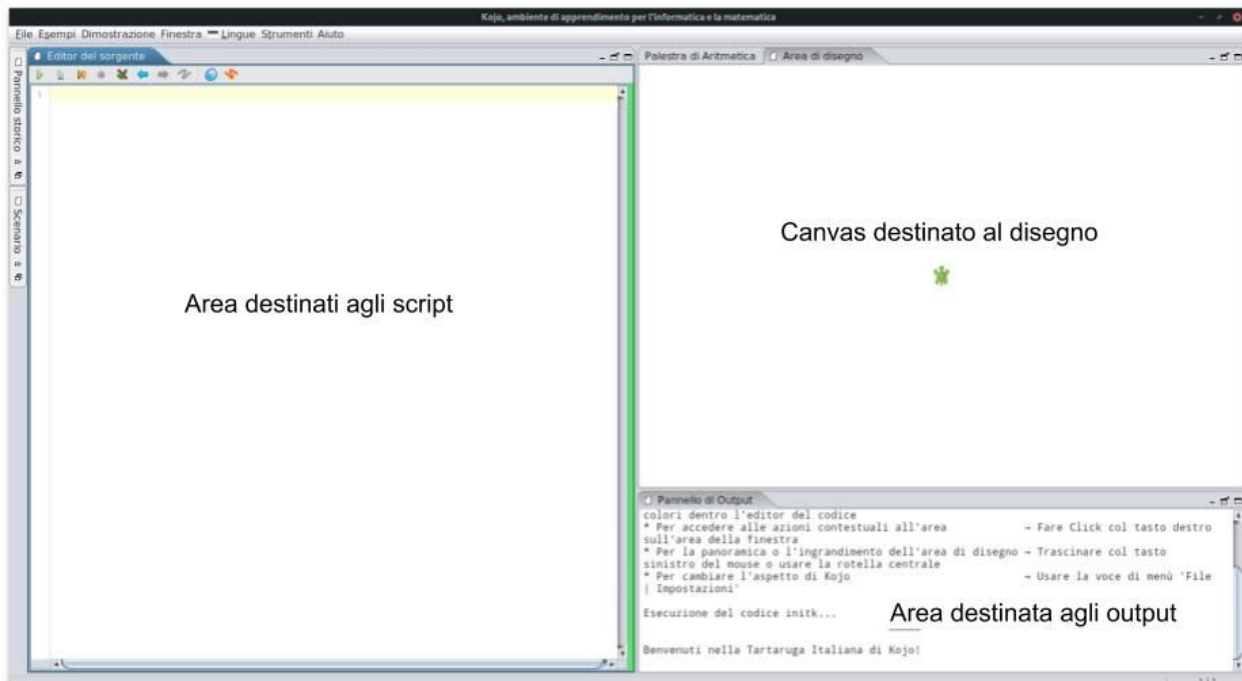 Kojo, ambiente di apprendimento per l'informatica e la matematica
File Esempi Dimostrazione Finestra Lingue Strumenti Aiuto
Pannello storico
Scenario
Editor del sorgente
1
Area destinati agli script
Palestra di Aritmetica Area di disegno
Canvas destinato al disegno
Pannello di Output
colori dentro l'editor del codice
* Per accedere alle azioni contestuali all'area → Fare Click col tasto destro
sull'area della finestra
* Per la panoramica o l'ingrandimento dell'area di disegno → Trascinare col tasto
sinistro del mouse o usare la rotella centrale
* Per cambiare l'aspetto di Kojo → Usare la voce di menù 'File
| Impostazioni'
Esecuzione del codice initk...
Area destinata agli output
Benvenuti nella Tartaruga Italiana di Kojo!